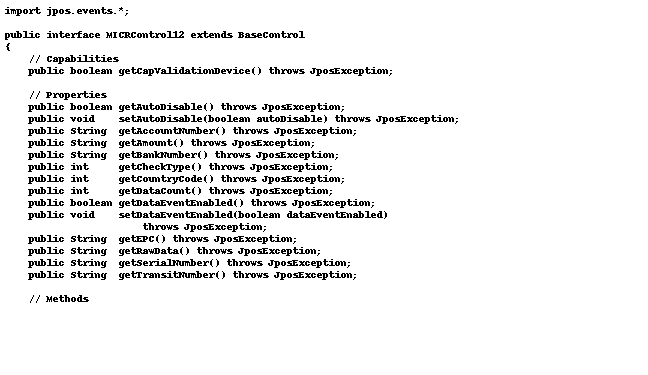 import jpos.events.*;

public interface MICRControl12 extends BaseControl
{
    // Capabilities
    public boolean getCapValidationDevice() throws JposException;

    // Properties
    public boolean getAutoDisable() throws JposException;
    public void    setAutoDisable(boolean autoDisable) throws JposException;
    public String  getAccountNumber() throws JposException;
    public String  getAmount() throws JposException;
    public String  getBankNumber() throws JposException;
    public int     getCheckType() throws JposException;
    public int     getCountryCode() throws JposException;
    public int     getDataCount() throws JposException;
    public boolean getDataEventEnabled() throws JposException;
    public void    setDataEventEnabled(boolean dataEventEnabled)
                       throws JposException;
    public String  getEPC() throws JposException;
    public String  getRawData() throws JposException;
    public String  getSerialNumber() throws JposException;
    public String  getTransitNumber() throws JposException;

    // Methods